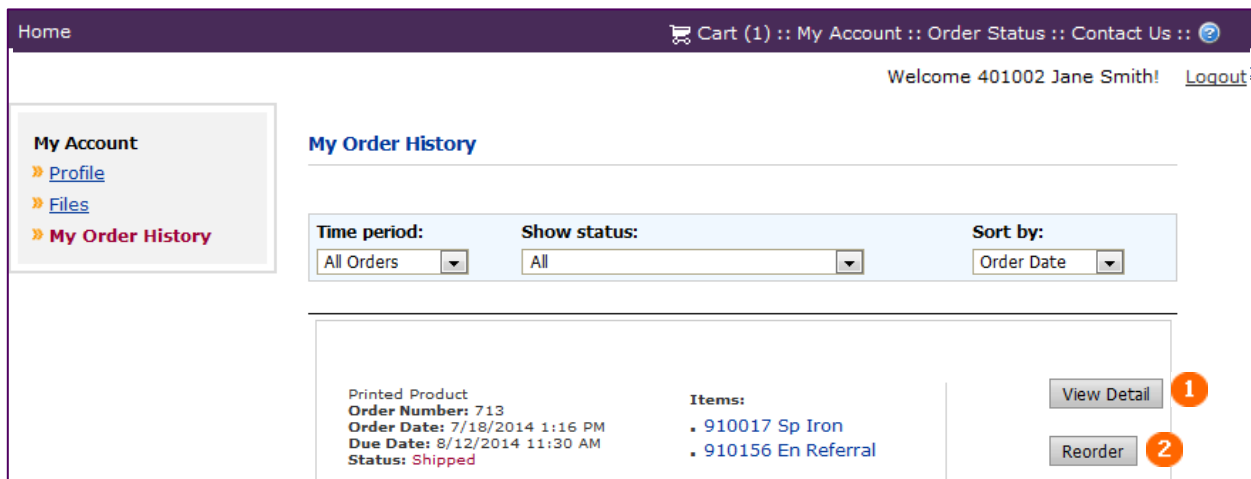 Home
Cart (1) :: My Account :: Order Status :: Contact Us :: ?
Welcome 401002 Jane Smith! Logout
My Account
» Profile
» Files
» My Order History
My Order History
Time period: Show status: Sort by:
All Orders All Order Date
Printed Product
Order Number: 713
Order Date: 7/18/2014 1:16 PM
Due Date: 8/12/2014 11:30 AM
Status: Shipped
Items:
. 910017 Sp Iron
. 910156 En Referral
View Detail 1
Reorder 2